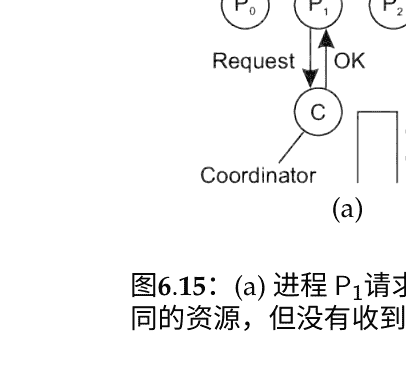 P₀ P₁ P₂
Request OK
C
Coordinator
(a)
图6.15：(a) 进程 P₁请求
同的资源，但没有收到